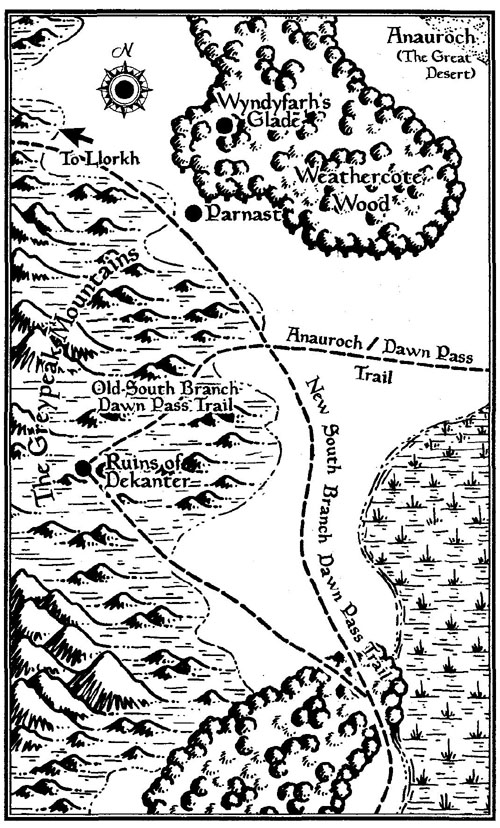 N
Anauroch
(The Great
Desert)
Wyndyfarh's
Glade
To Llorkh
Weathercote
Wood
Parnast
The Greypeak Mountains
Anauroch / Dawn Pass
Trail
Old South Branch
Dawn Pass Trail
New South Branch Dawn Pass Trail
Ruins of
Dekanter